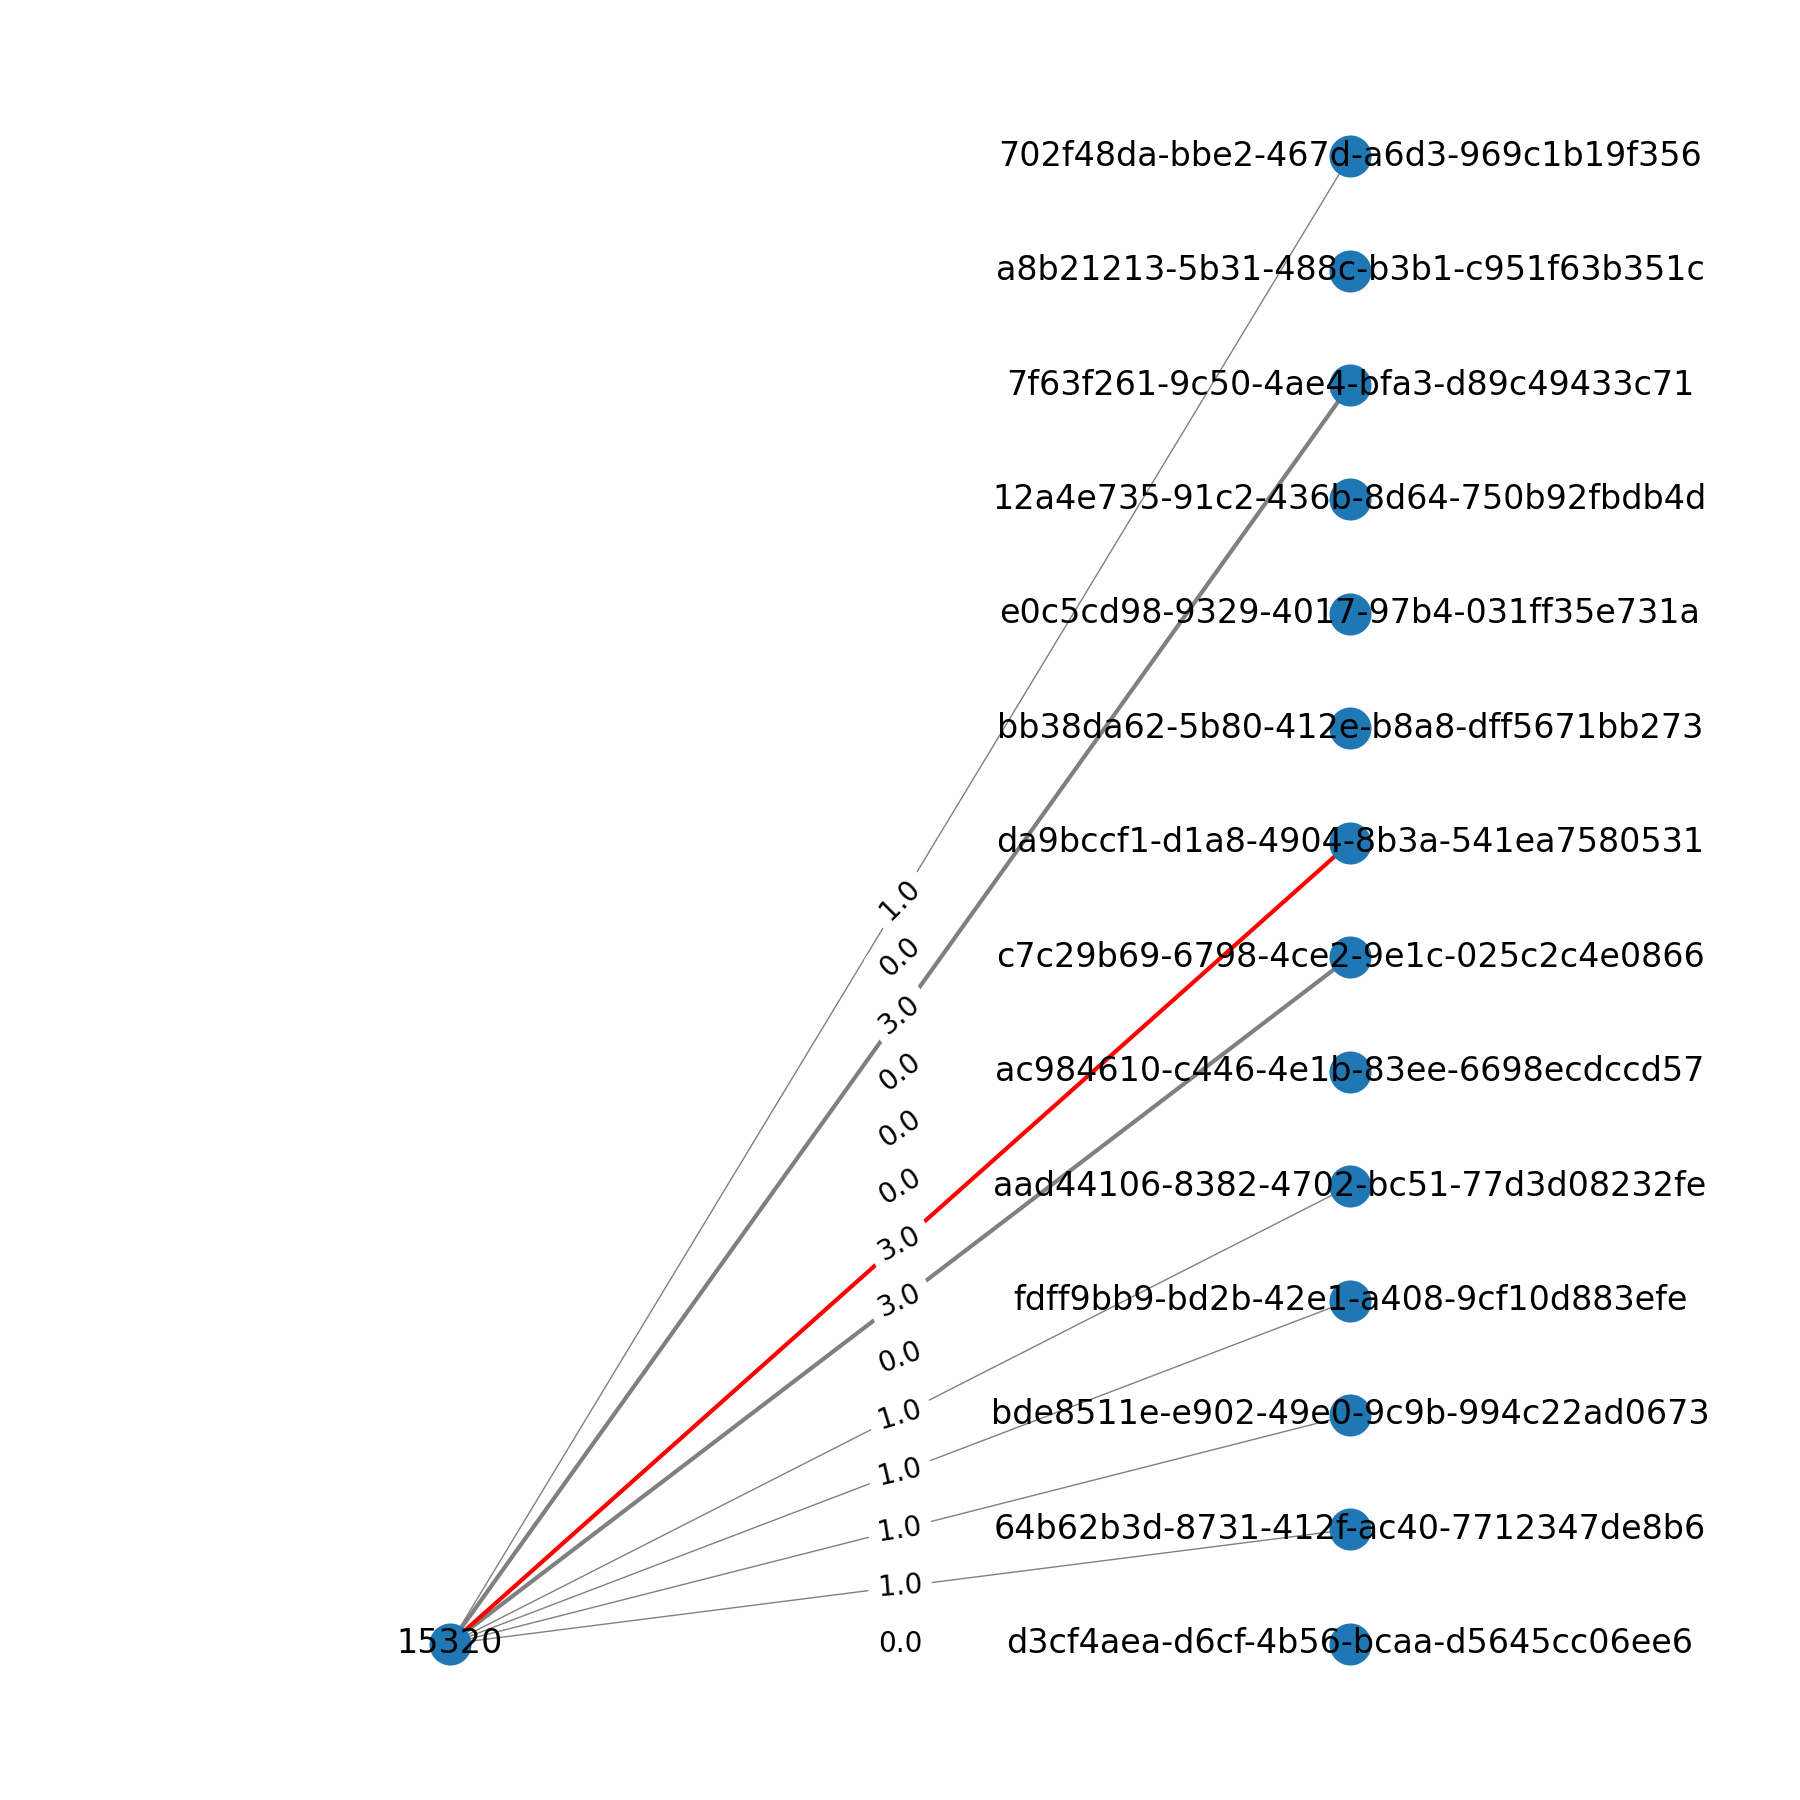 702f48da-bbe2-467d-a6d3-969c1b19f356
a8b21213-5b31-488c-b3b1-c951f63b351c
7f63f261-9c50-4ae4-bfa3-d89c49433c71
12a4e735-91c2-436b-8d64-750b92fbdb4d
e0c5cd98-9329-4017-97b4-031ff35e731a
bb38da62-5b80-412e-b8a8-dff5671bb273
da9bccf1-d1a8-4904-8b3a-541ea7580531
1.0
0.0
c7c29b69-6798-4ce2-9e1c-025c2c4e0866
3.0
0.0
ac984610-c446-4e1b-83ee-6698ecdccd57
0.0
0.0
aad44106-8382-4702-bc51-77d3d08232fe
3.0
3.0
fdff9bb9-bd2b-42e1-a408-9cf10d883efe
0.0
1.0
bde8511e-e902-49e0-9c9b-994c22ad0673
1.0
1.0
64b62b3d-8731-412f-ac40-7712347de8b6
1.0
15320
0.0
d3cf4aea-d6cf-4b56-bcaa-d5645cc06ee6